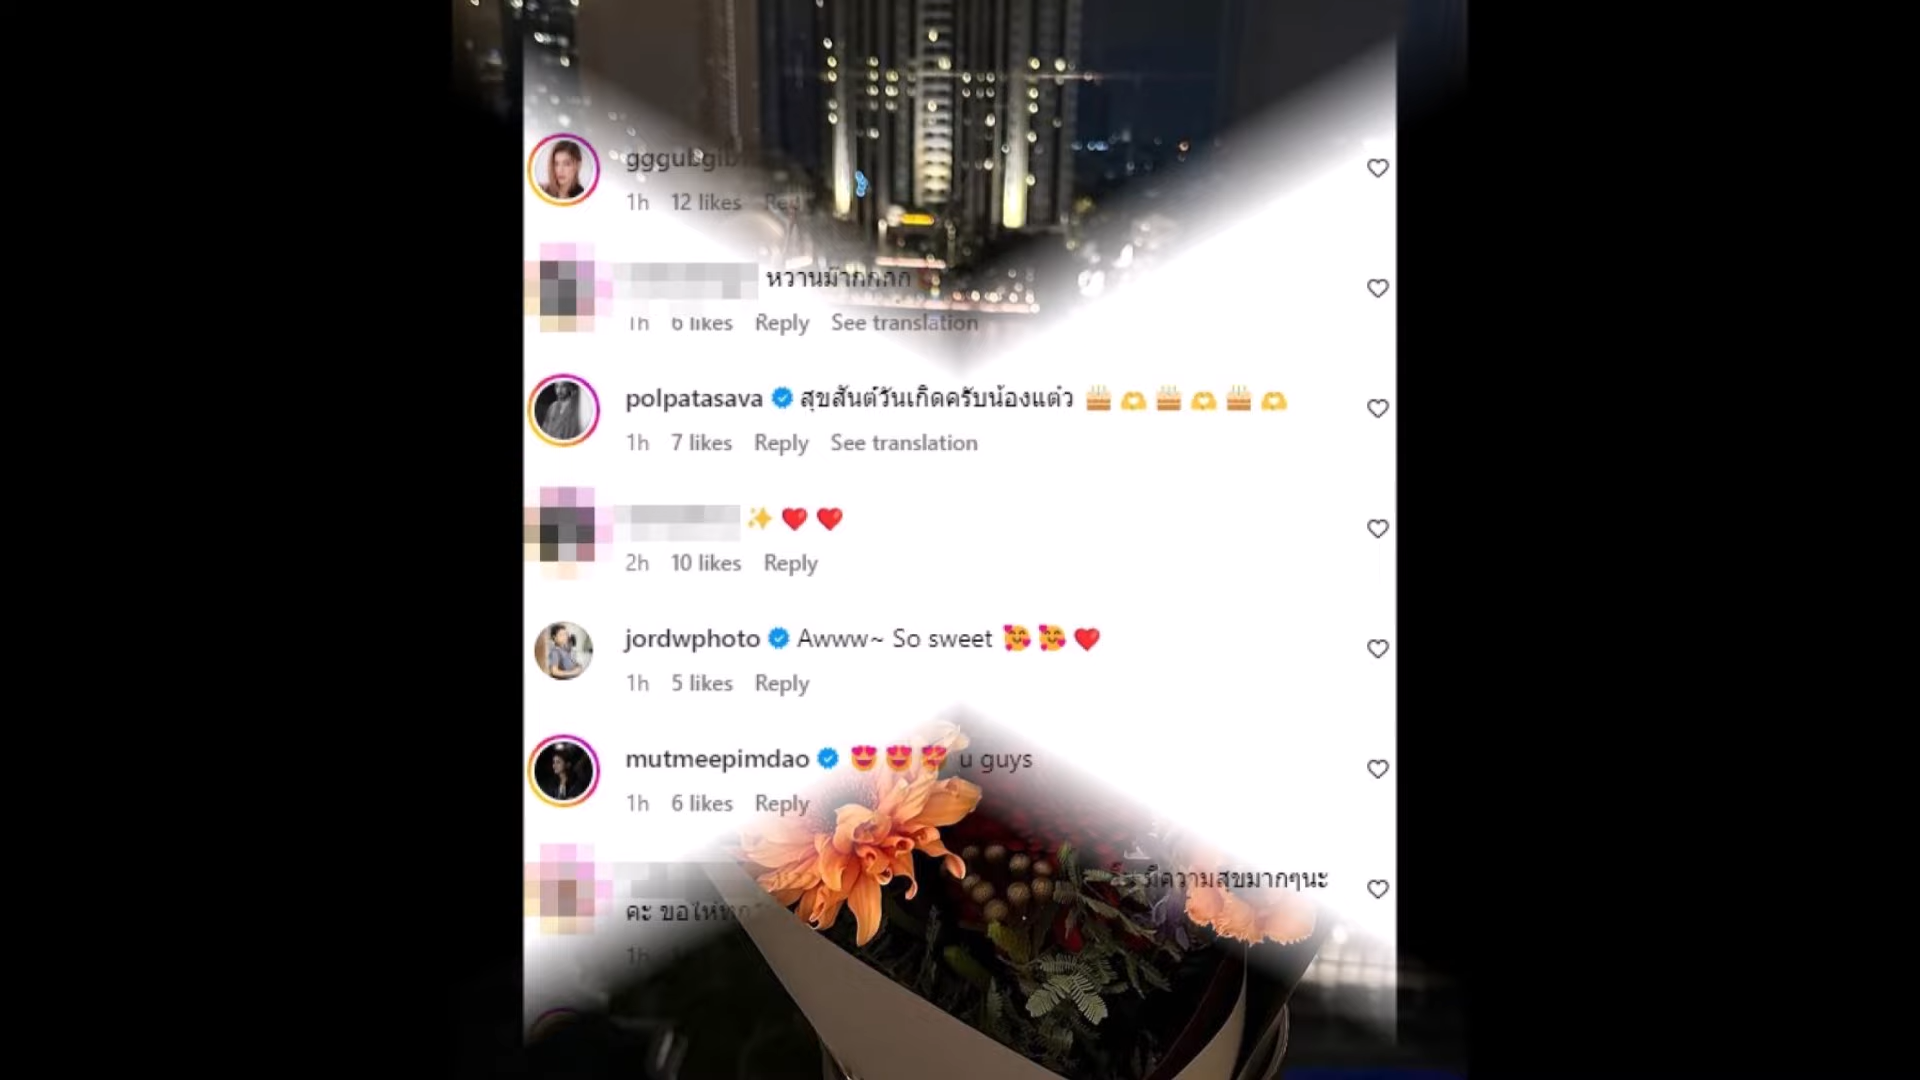 1h 12 likes
หวานม๊ากกกก
1h 6 likes Reply See translation
polpatasava สุขสันต์วันเกิดครับน้องแต๋ว 🎂 🫶 🎂 🫶 🎂 🫶
1h 7 likes Reply See translation
✨ ❤️ ❤️
2h 10 likes Reply
jordwphoto Awww~ So sweet 🥰 🥰 ❤️
1h 5 likes Reply
mutmeepimdao 😍 😍 😍 u guys
1h 6 likes Reply
มีความสุขมากๆนะ
คะ ขอให้
1h